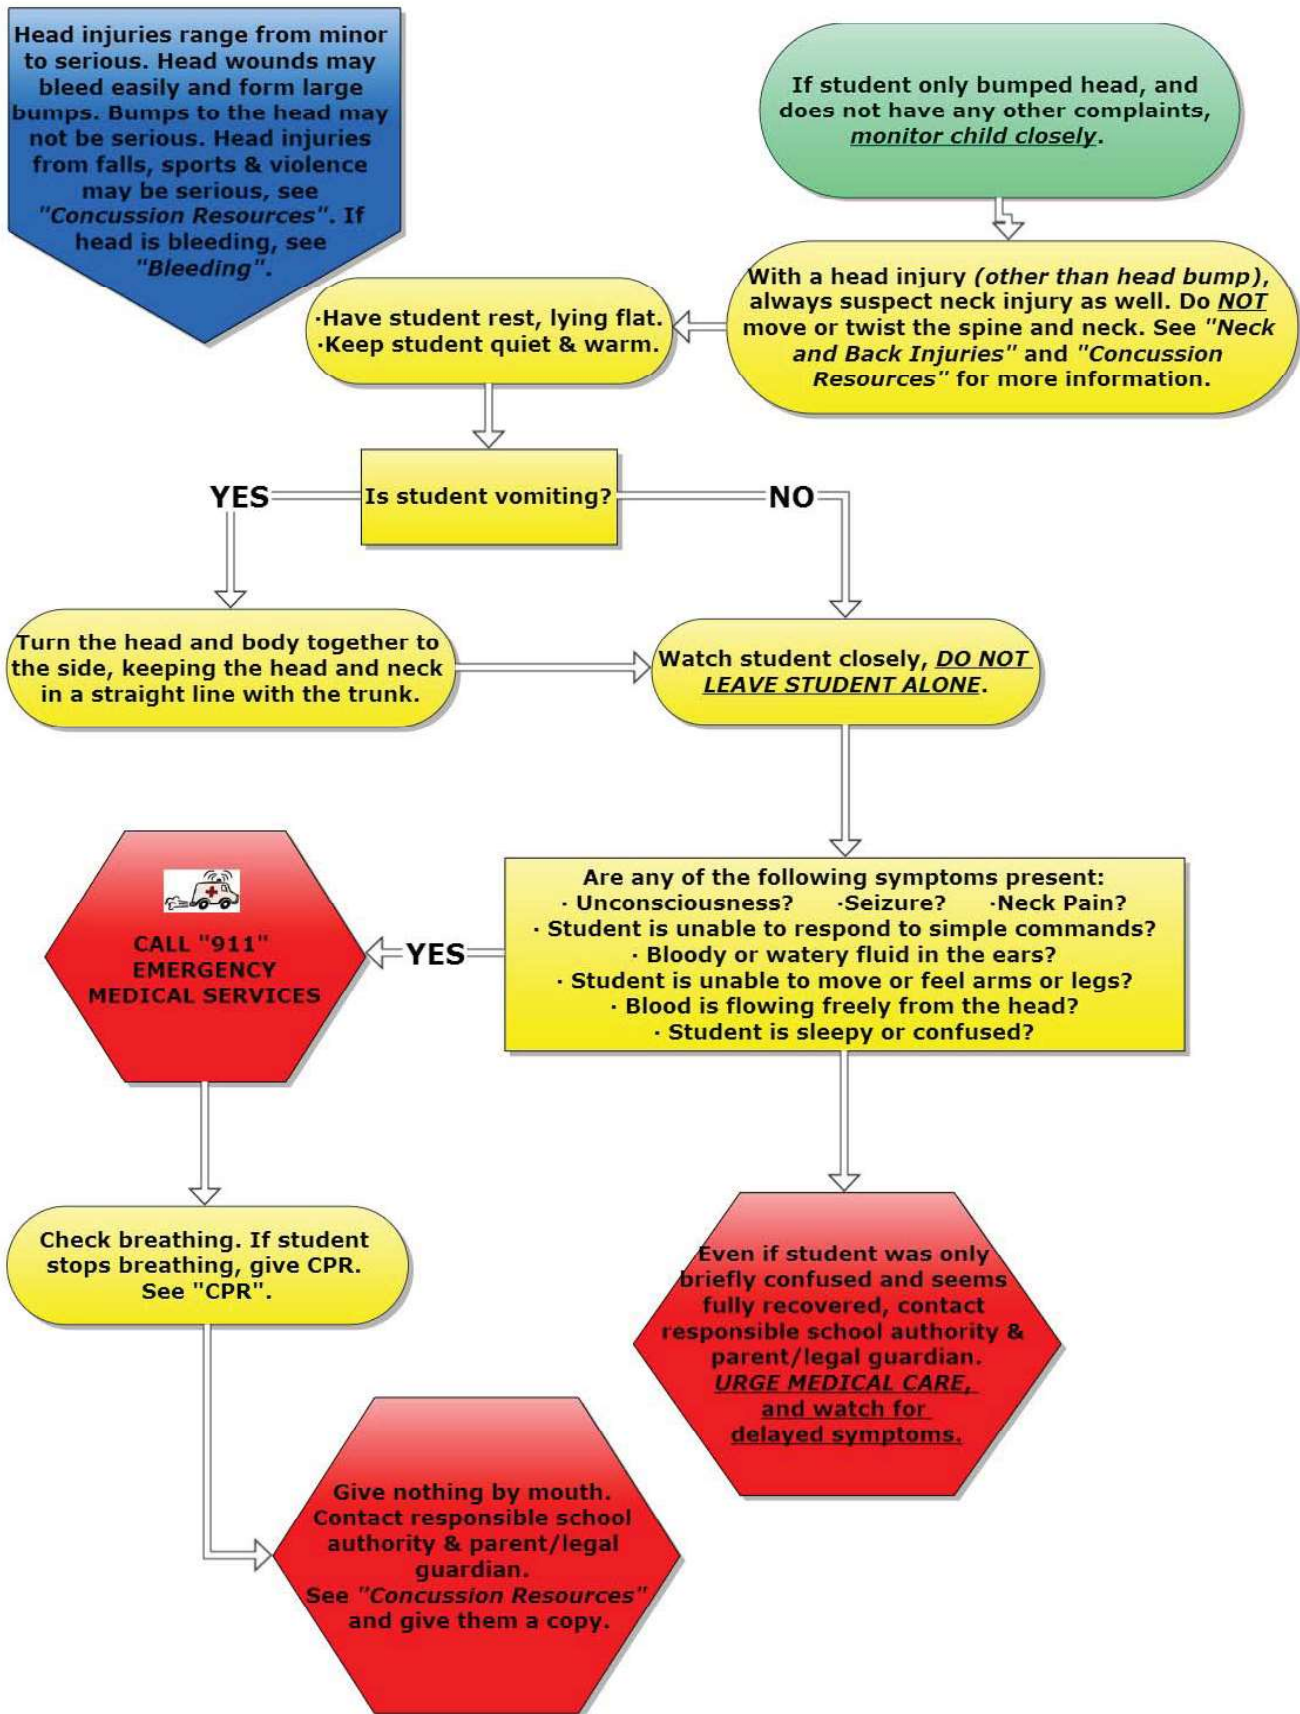 Head injuries range from minor
to serious. Head wounds may
bleed easily and form large
bumps. Bumps to the head may
not be serious. Head injuries
from falls, sports & violence
may be serious, see
"Concussion Resources". If
head is bleeding, see
"Bleeding".
If student only bumped head, and
does not have any other complaints,
monitor child closely.
With a head injury (other than head bump),
always suspect neck injury as well. Do NOT
move or twist the spine and neck. See "Neck
and Back Injuries" and "Concussion
Resources" for more information.
·Have student rest, lying flat.
·Keep student quiet & warm.
Is student vomiting?
YES
NO
Turn the head and body together to
the side, keeping the head and neck
in a straight line with the trunk.
Watch student closely, DO NOT
LEAVE STUDENT ALONE.
Are any of the following symptoms present:
· Unconsciousness? ·Seizure? ·Neck Pain?
· Student is unable to respond to simple commands?
· Bloody or watery fluid in the ears?
· Student is unable to move or feel arms or legs?
· Blood is flowing freely from the head?
· Student is sleepy or confused?
YES
CALL "911"
EMERGENCY
MEDICAL SERVICES
Check breathing. If student
stops breathing, give CPR.
See "CPR".
Even if student was only
briefly confused and seems
fully recovered, contact
responsible school authority &
parent/legal guardian.
URGE MEDICAL CARE,
and watch for
delayed symptoms.
Give nothing by mouth.
Contact responsible school
authority & parent/legal
guardian.
See "Concussion Resources"
and give them a copy.